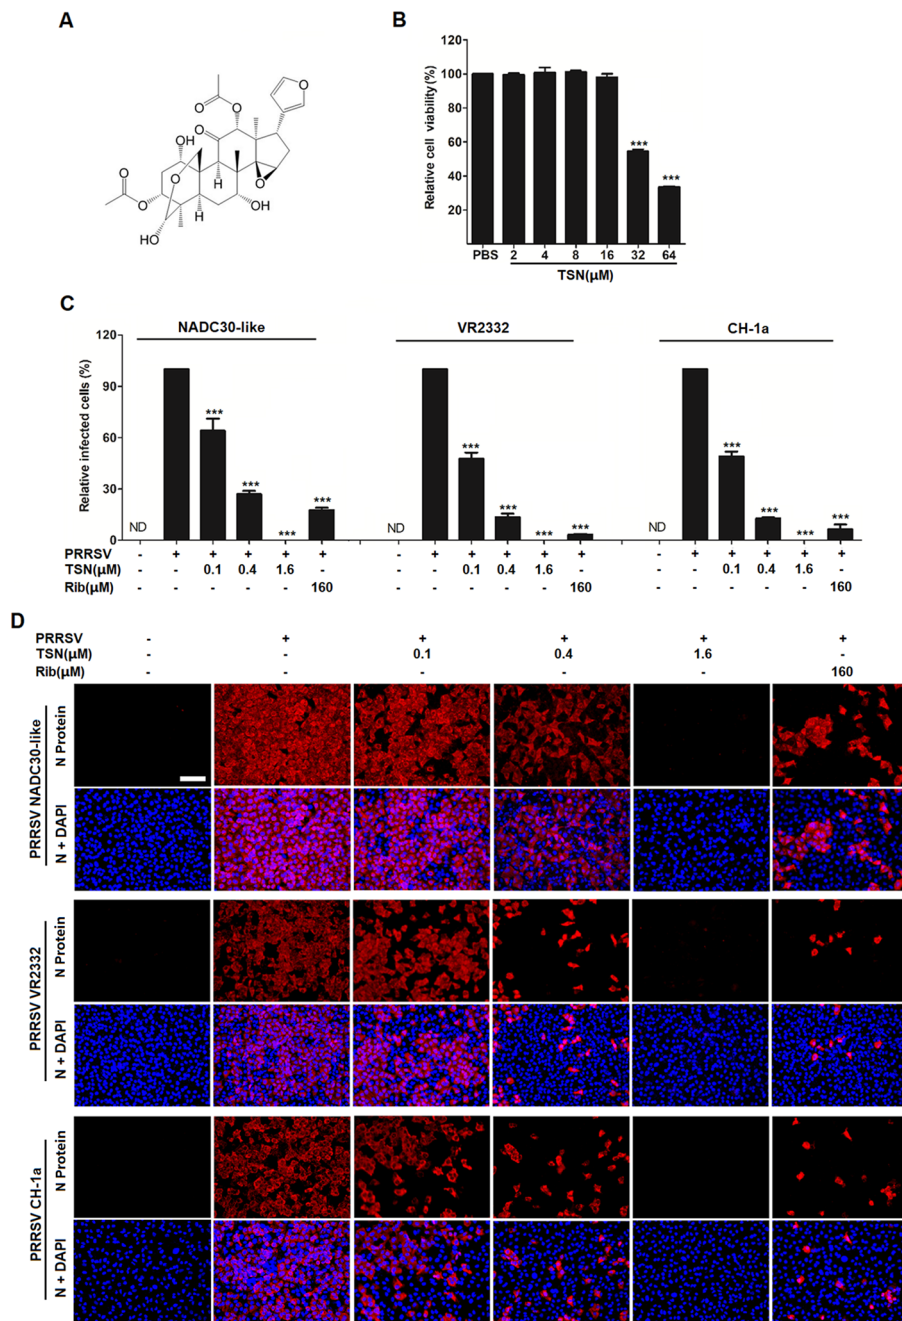 A
O
O
O
O
OH
O
H
H
O
O
O
O
H
OH
HO
B
Relative cell viability (%)
120
100
80
60
40
20
***
***
PBS 2 4 8 16 32 64
TSN(μM)
C
NADC30-like VR2332 CH-1a
Relative infected cells (%)
120
90
60
30
0
ND *** *** *** ***
ND *** *** *** ***
ND *** *** *** ***
PRRSV - + + + + + - + + + + + - + + + + +
TSN(μM) - - 0.1 0.4 1.6 - - - 0.1 0.4 1.6 - - - 0.1 0.4 1.6 -
Rib(μM) - - - - - 160 - - - - - 160 - - - - - 160
D
PRRSV - + + + + +
TSN(μM) - - 0.1 0.4 1.6 -
Rib(μM) - - - - - 160
PRRSV NADC30-like
N Protein
N + DAPI
PRRSV VR2332
N Protein
N + DAPI
PRRSV CH-1a
N Protein
N + DAPI